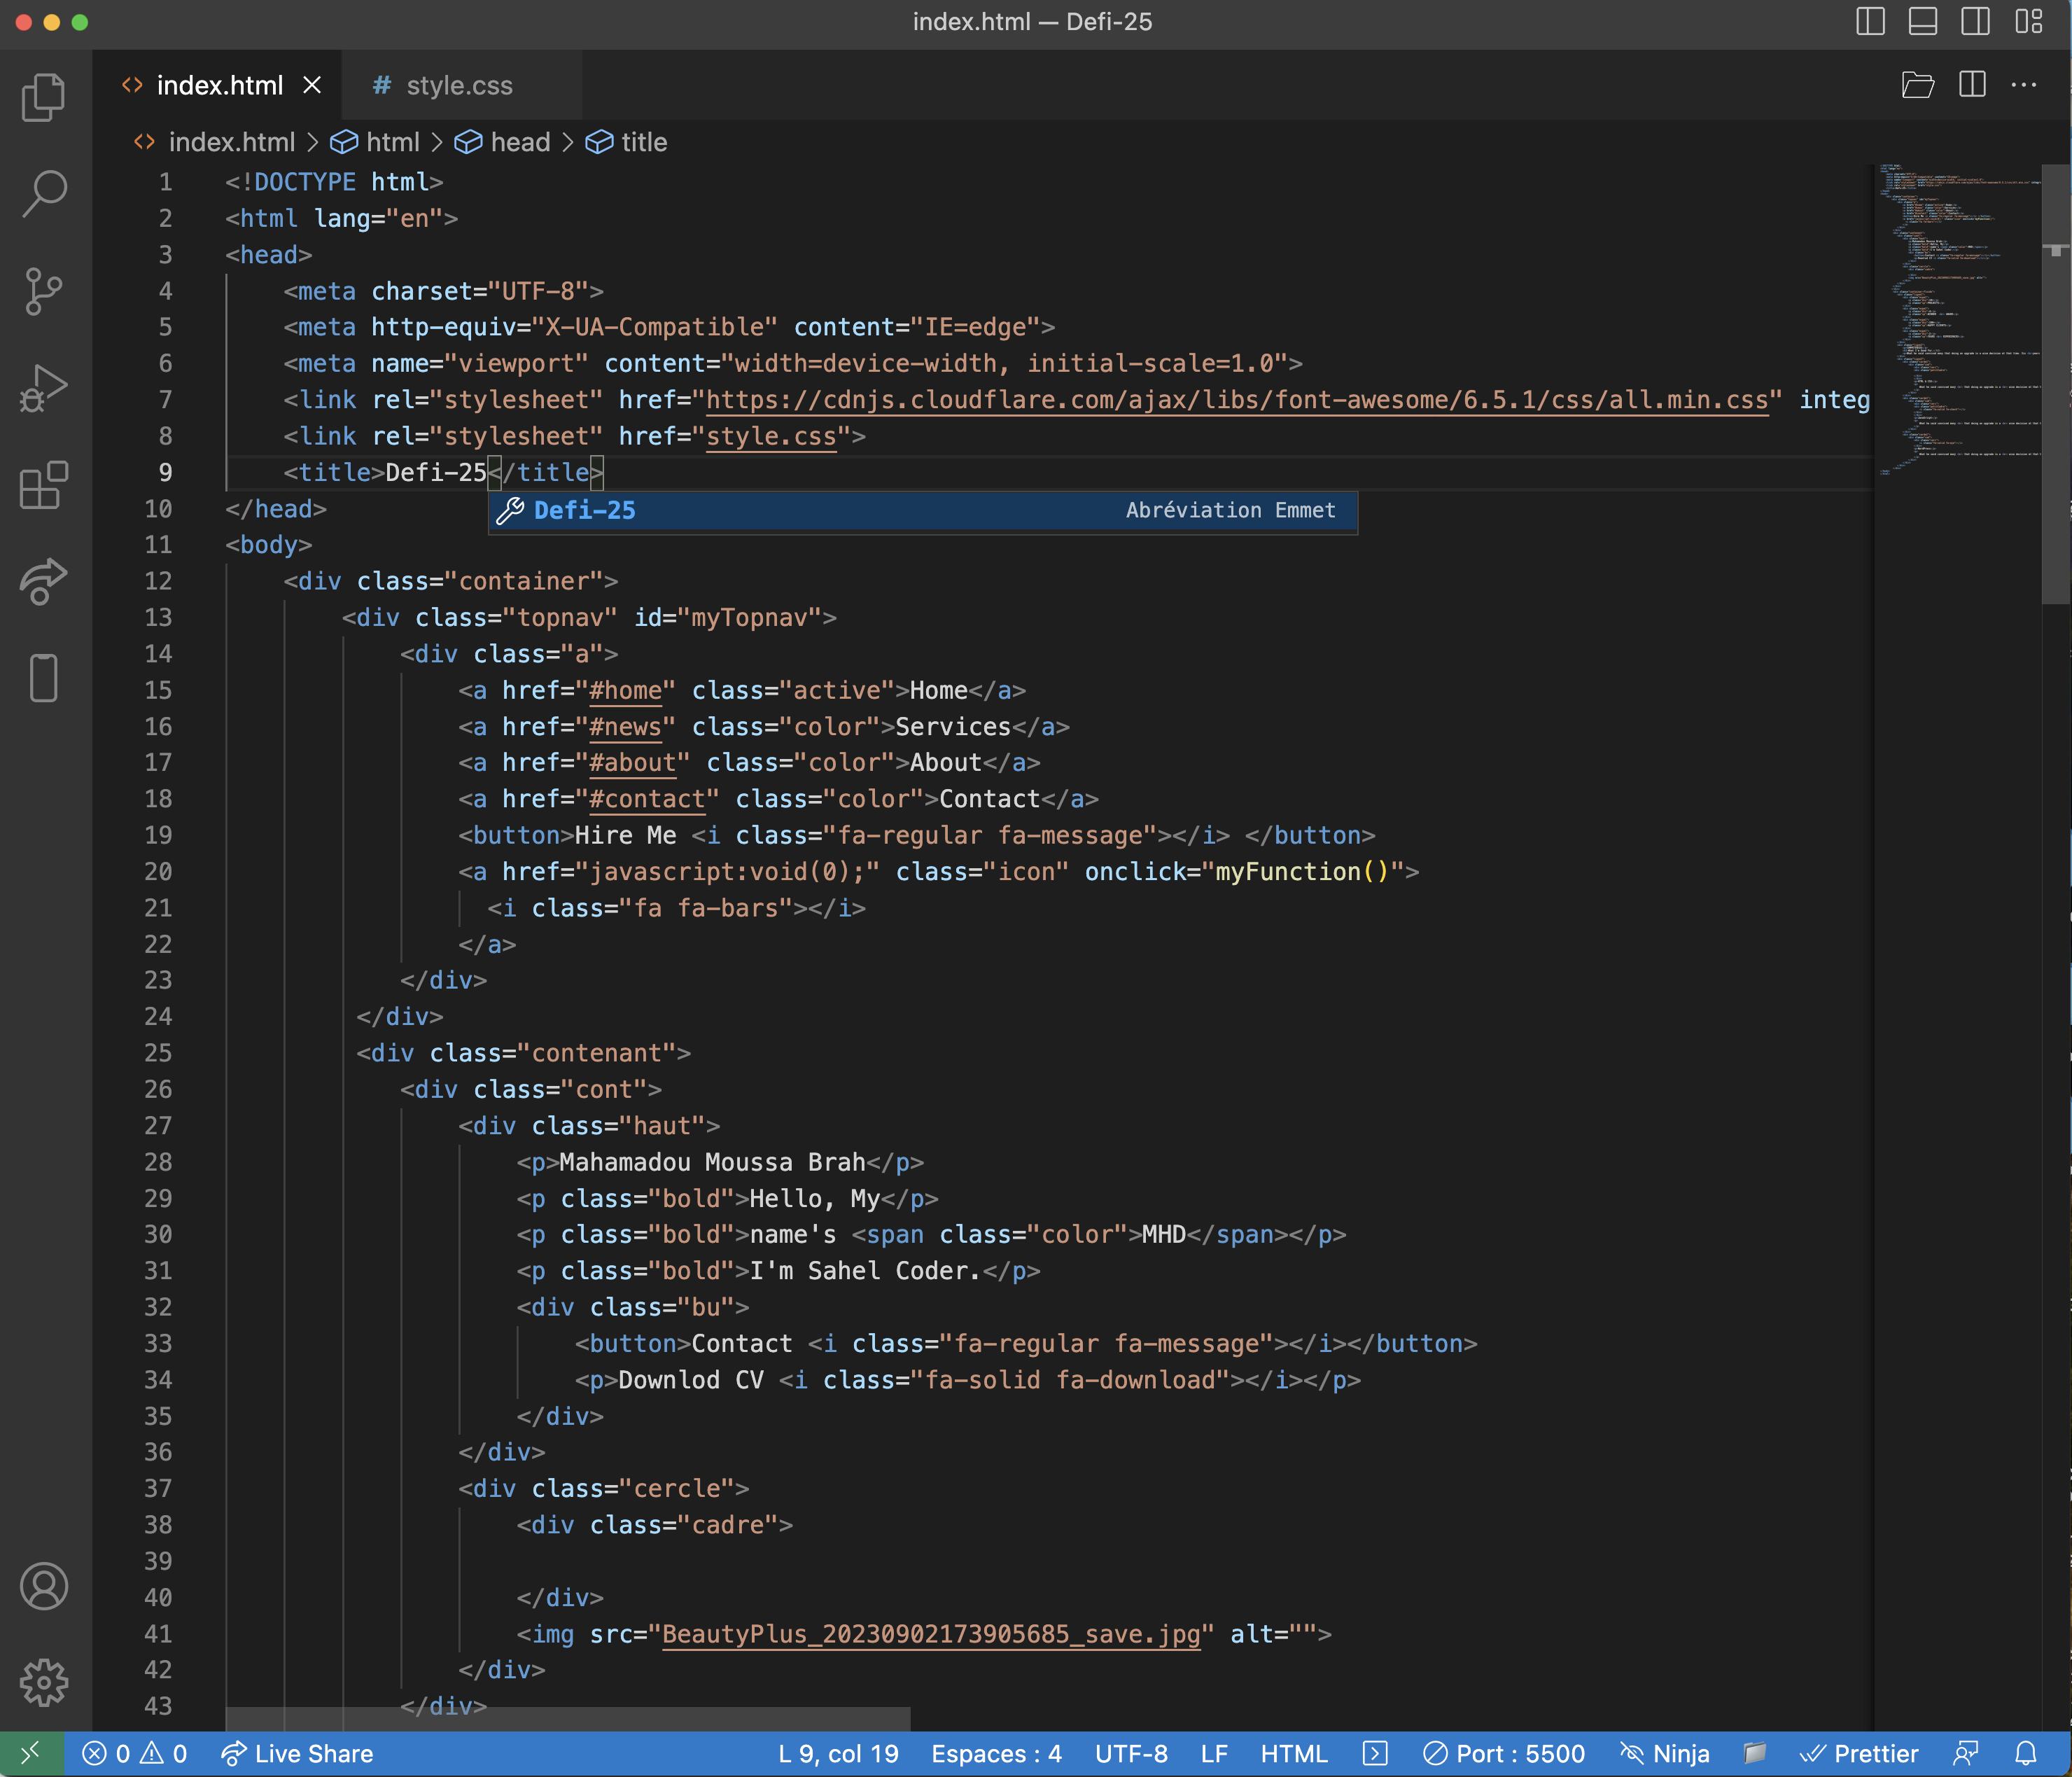 index.html — Defi-25
index.html
# style.css
index.html > html > head > title
1 <!DOCTYPE html>
2 <html lang="en">
3 <head>
4 <meta charset="UTF-8">
5 <meta http-equiv="X-UA-Compatible" content="IE=edge">
6 <meta name="viewport" content="width=device-width, initial-scale=1.0">
7 <link rel="stylesheet" href="https://cdnjs.cloudflare.com/ajax/libs/font-awesome/6.5.1/css/all.min.css" integ
8 <link rel="stylesheet" href="style.css">
9 <title>Defi-25</title>
Defi-25 Abréviation Emmet
10 </head>
11 <body>
12 <div class="container">
13 <div class="topnav" id="myTopnav">
14 <div class="a">
15 <a href="#home" class="active">Home</a>
16 <a href="#news" class="color">Services</a>
17 <a href="#about" class="color">About</a>
18 <a href="#contact" class="color">Contact</a>
19 <button>Hire Me <i class="fa-regular fa-message"></i> </button>
20 <a href="javascript:void(0);" class="icon" onclick="myFunction()">
21 <i class="fa fa-bars"></i>
22 </a>
23 </div>
24 </div>
25 <div class="contenant">
26 <div class="cont">
27 <div class="haut">
28 <p>Mahamadou Moussa Brah</p>
29 <p class="bold">Hello, My</p>
30 <p class="bold">name's <span class="color">MHD</span></p>
31 <p class="bold">I'm Sahel Coder.</p>
32 <div class="bu">
33 <button>Contact <i class="fa-regular fa-message"></i></button>
34 <p>Downlod CV <i class="fa-solid fa-download"></i></p>
35 </div>
36 </div>
37 <div class="cercle">
38 <div class="cadre">
39
40 </div>
41 <img src="BeautyPlus_20230902173905685_save.jpg" alt="">
42 </div>
43 </div>
0 0 Live Share L 9, col 19 Espaces : 4 UTF-8 LF HTML Port : 5500 Ninja Prettier